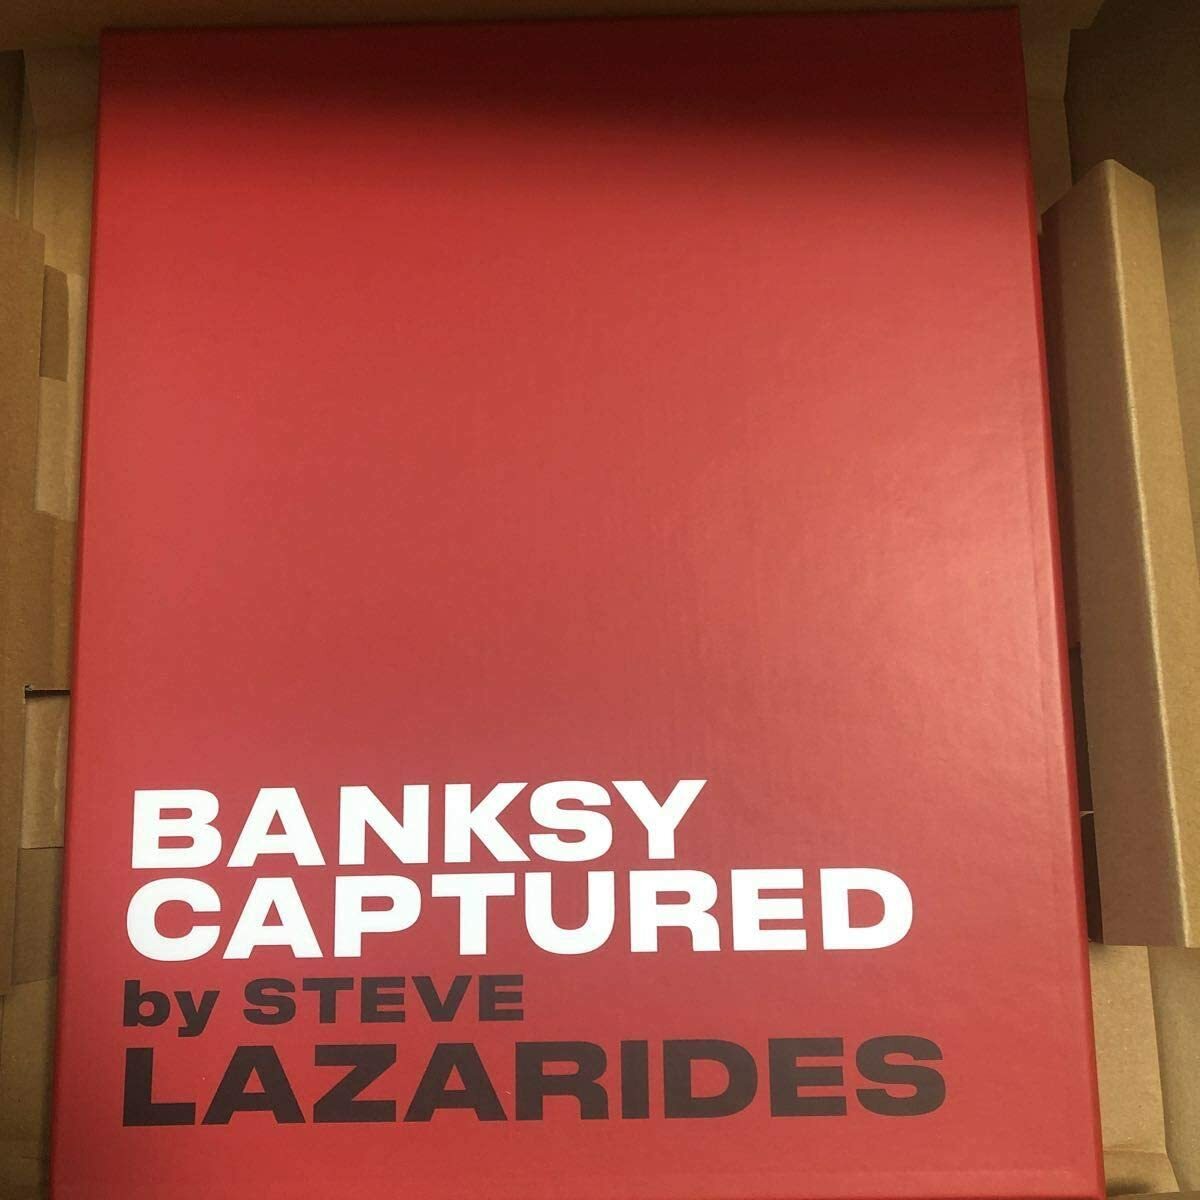 BANKSY
CAPTURED
by STEVE
LAZARIDES